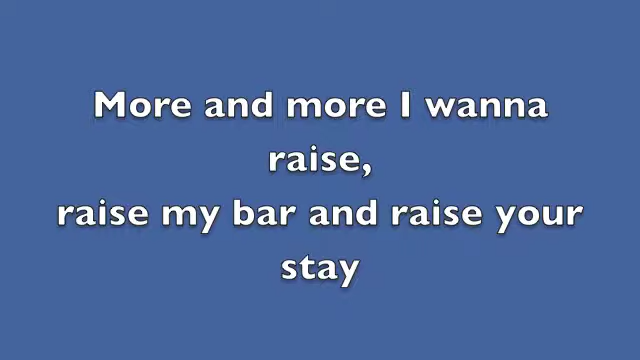 More and more I wanna
raise,
raise my bar and raise your
stay